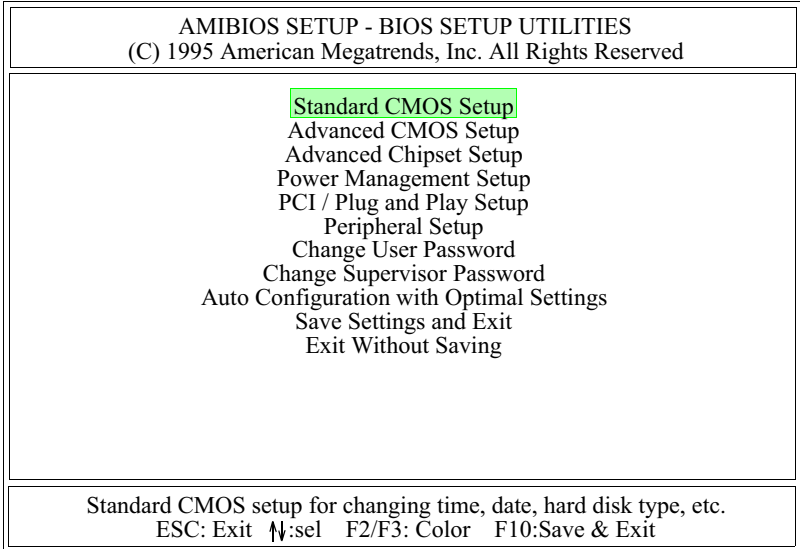 AMIBIOS SETUP - BIOS SETUP UTILITIES
(C) 1995 American Megatrends, Inc. All Rights Reserved
Standard CMOS Setup
Advanced CMOS Setup
Advanced Chipset Setup
Power Management Setup
PCI / Plug and Play Setup
Peripheral Setup
Change User Password
Change Supervisor Password
Auto Configuration with Optimal Settings
Save Settings and Exit
Exit Without Saving
Standard CMOS setup for changing time, date, hard disk type, etc.
ESC: Exit ↑↓:sel F2/F3: Color F10:Save & Exit